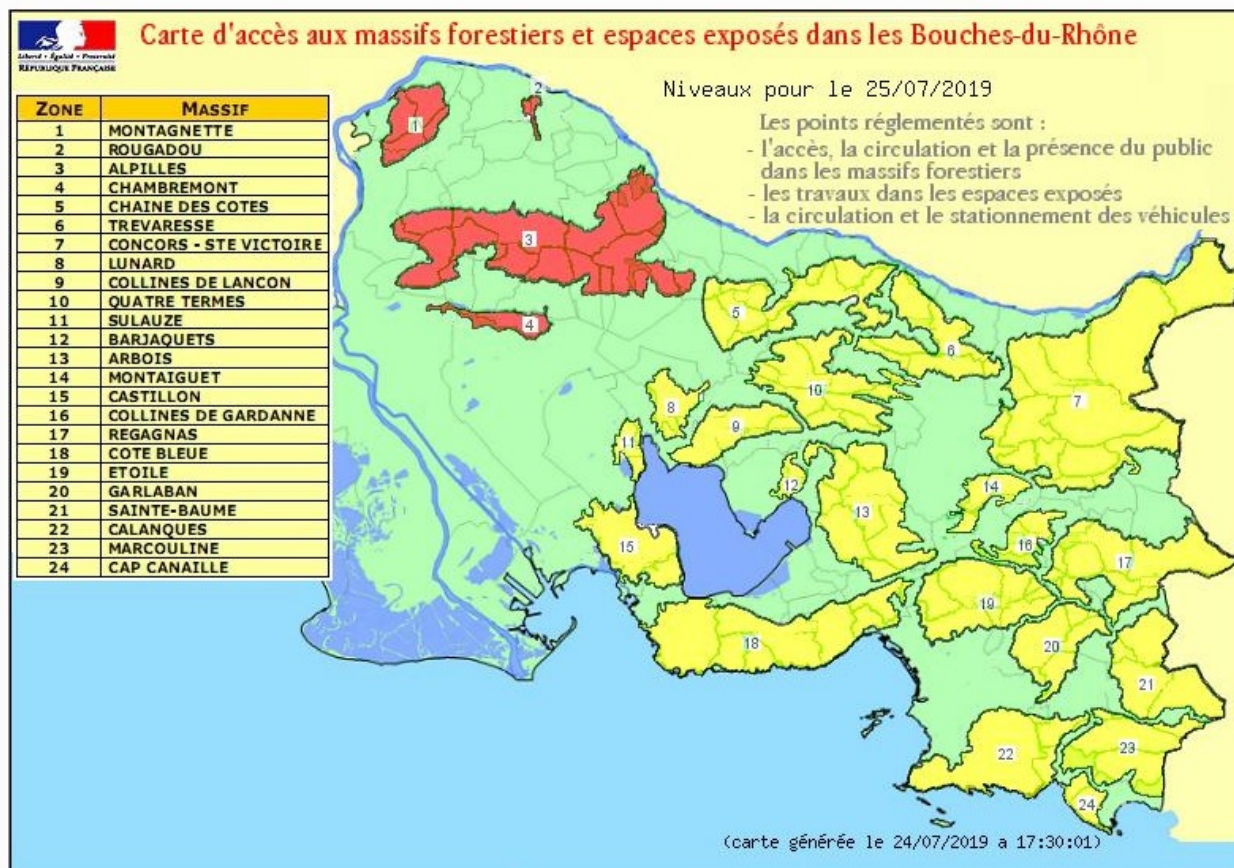 Carte d'accès aux massifs forestiers et espaces exposés dans les Bouches-du-Rhône
Liberté • Égalité • Fraternité
RÉPUBLIQUE FRANÇAISE
Niveaux pour le 25/07/2019
Les points réglementés sont :
- l'accès, la circulation et la présence du public
dans les massifs forestiers
- les travaux dans les espaces exposés
- la circulation et le stationnement des véhicules
ZONE MASSIF
1 MONTAGNETTE
2 ROUGADOU
3 ALPILLES
4 CHAMBREMONT
5 CHAINE DES COTES
6 TREVARESSE
7 CONCORS - STE VICTOIRE
8 LUNARD
9 COLLINES DE LANCON
10 QUATRE TERMES
11 SULAUZE
12 BARJAQUETS
13 ARBOIS
14 MONTAIGUET
15 CASTILLON
16 COLLINES DE GARDANNE
17 REGAGNAS
18 COTE BLEUE
19 ETOILE
20 GARLABAN
21 SAINTE-BAUME
22 CALANQUES
23 MARCOULINE
24 CAP CANAILLE
2
1
3
4
5
6
10
7
8
9
11
12
14
13
15
16
17
19
18
20
21
22
23
24
(carte générée le 24/07/2019 a 17:30:01)